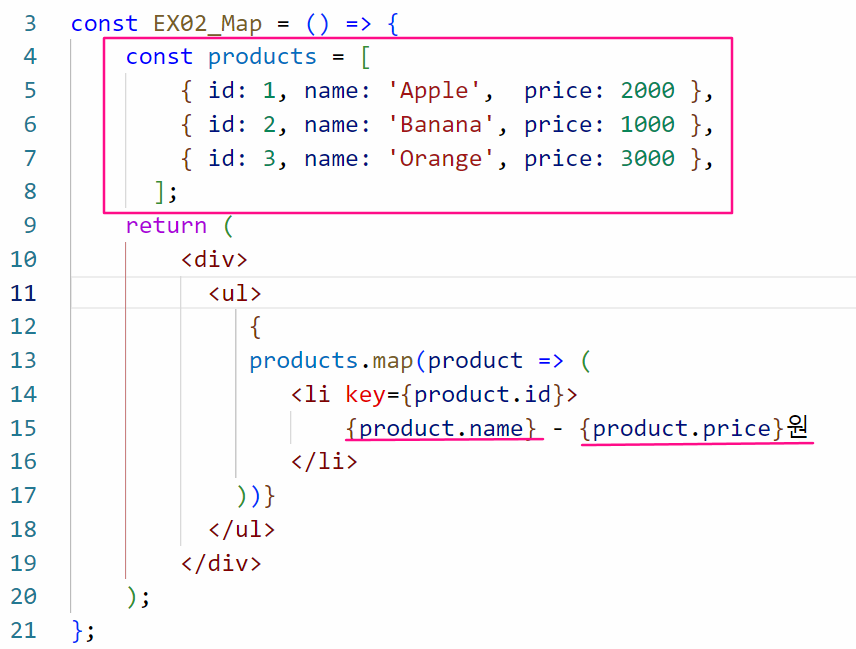 3 const EX02_Map = () => {
4 const products = [
5 { id: 1, name: 'Apple',  price: 2000 },
6 { id: 2, name: 'Banana', price: 1000 },
7 { id: 3, name: 'Orange', price: 3000 },
8 ];
9 return (
10 <div>
11 <ul>
12 {
13 products.map(product => (
14 <li key={product.id}>
15 {product.name} - {product.price}원
16 </li>
17 ))}
18 </ul>
19 </div>
20 );
21 };